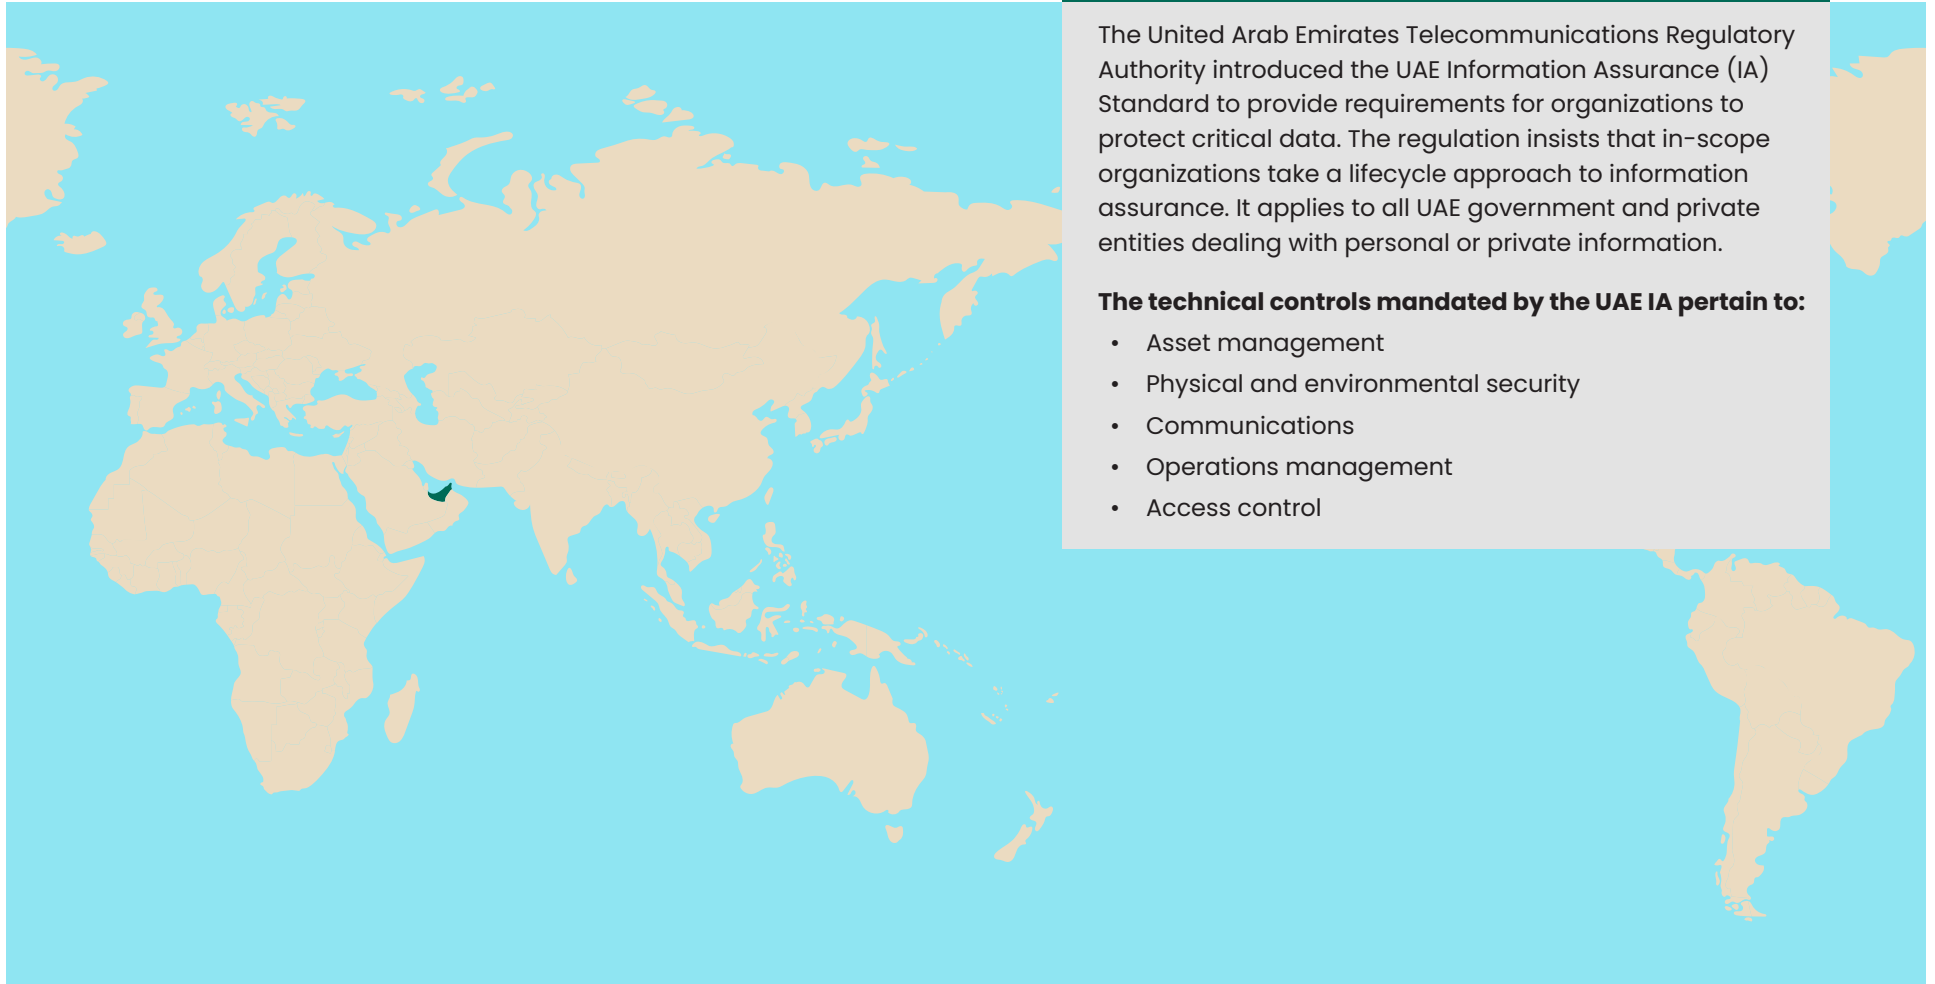 The United Arab Emirates Telecommunications Regulatory
Authority introduced the UAE Information Assurance (IA)
Standard to provide requirements for organizations to
protect critical data. The regulation insists that in-scope
organizations take a lifecycle approach to information
assurance. It applies to all UAE government and private
entities dealing with personal or private information.
The technical controls mandated by the UAE IA pertain to:
• Asset management
• Physical and environmental security
• Communications
• Operations management
• Access control